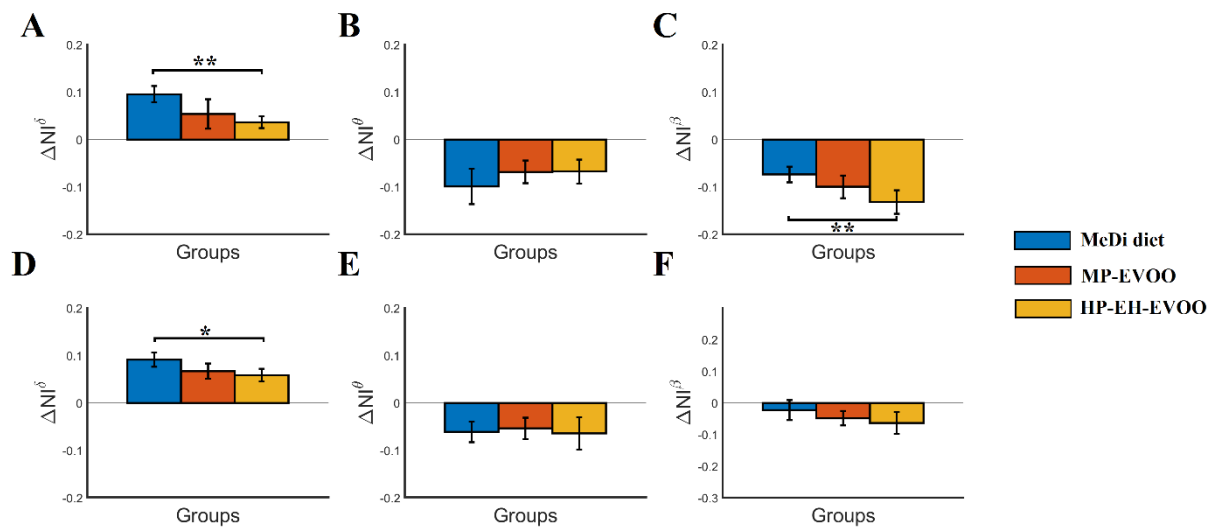 A
0.2
0.1
0
-0.1
-0.2
ΔNI^δ
**
Groups
B
0.2
0.1
0
-0.1
-0.2
ΔNI^θ
Groups
C
0.2
0.1
0
-0.1
-0.2
ΔNI^β
**
Groups
D
0.2
0.1
0
-0.1
-0.2
ΔNI^δ
*
Groups
E
0.2
0.1
0
-0.1
-0.2
ΔNI^θ
Groups
F
0.2
0.1
0
-0.1
-0.2
-0.3
ΔNI^β
Groups
MeDi diet
MP-EVOO
HP-EH-EVOO